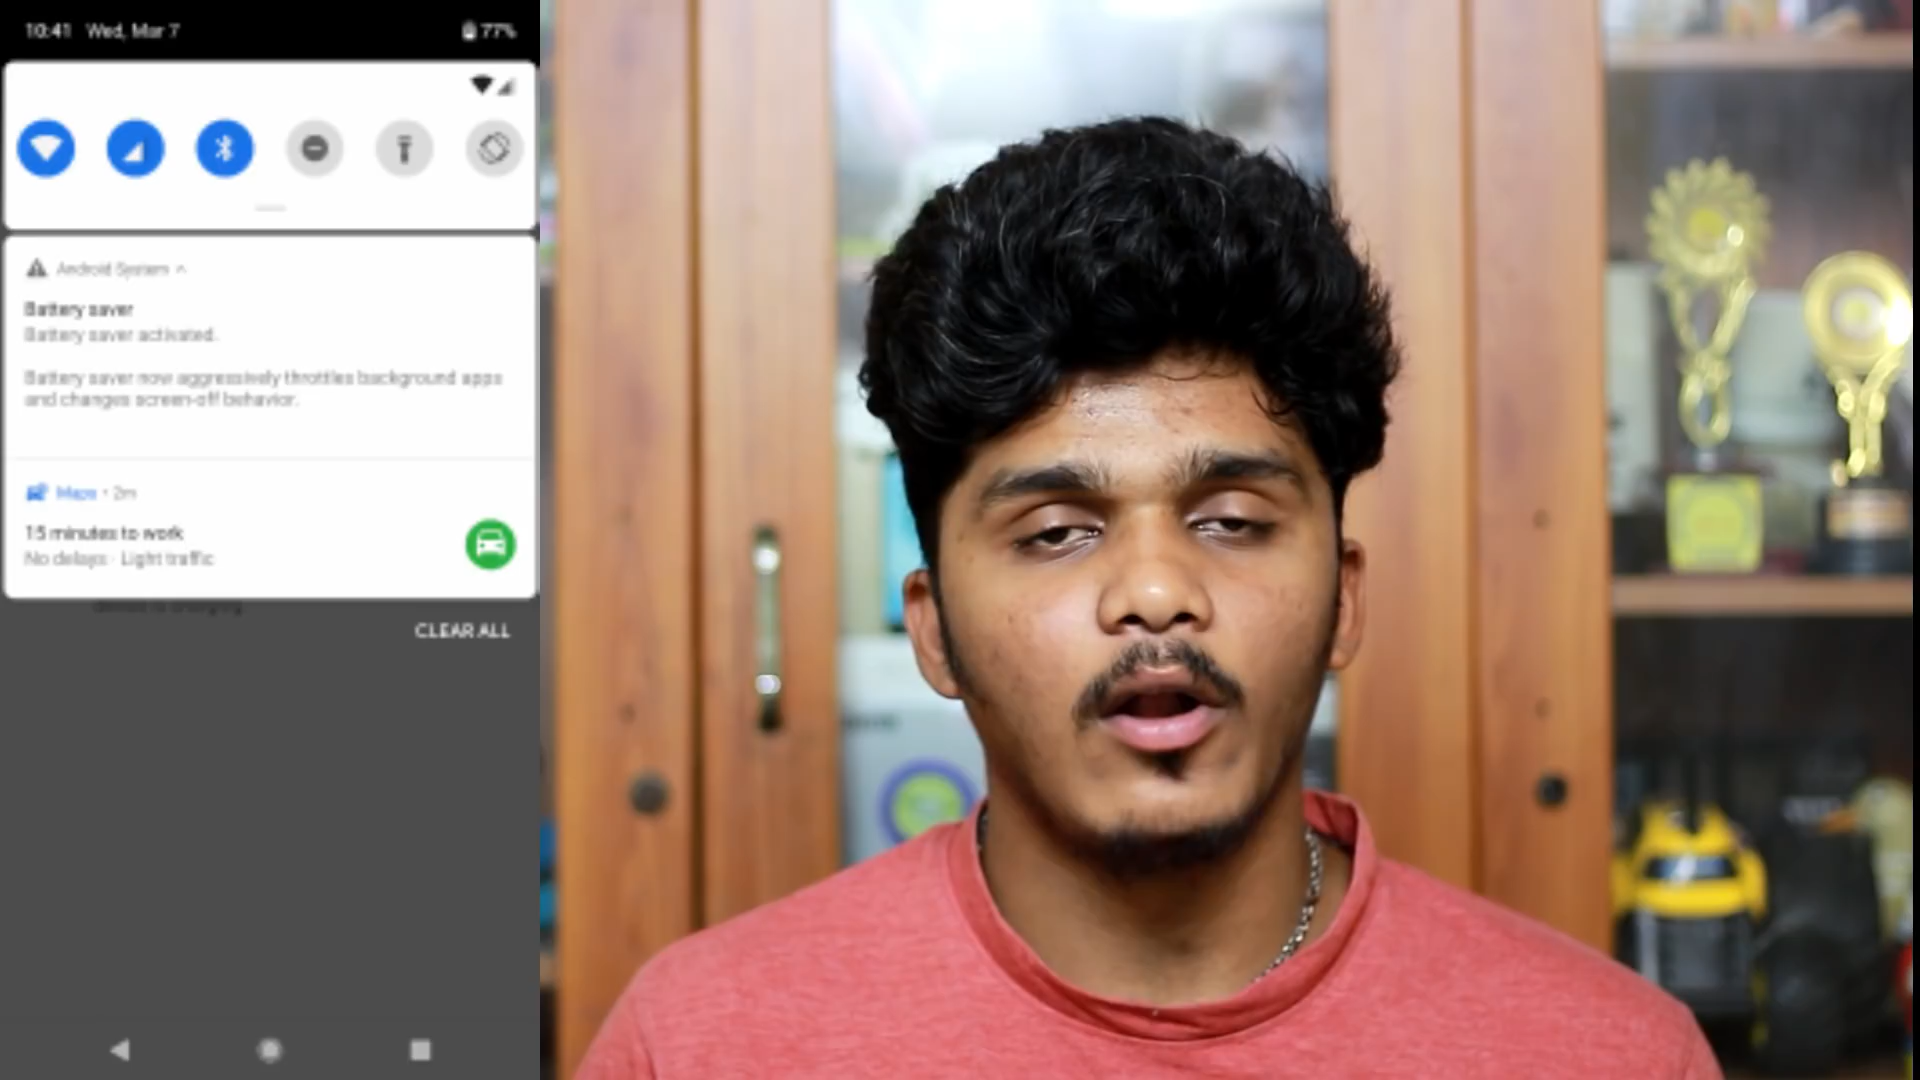 10:41 Wed, Mar 7 77%
Android System ^
Battery saver
Battery saver activated.
Battery saver now aggressively throttles background apps
and changes screen-off behavior.
Maps • 2m
15 minutes to work
No delays · Light traffic
CLEAR ALL